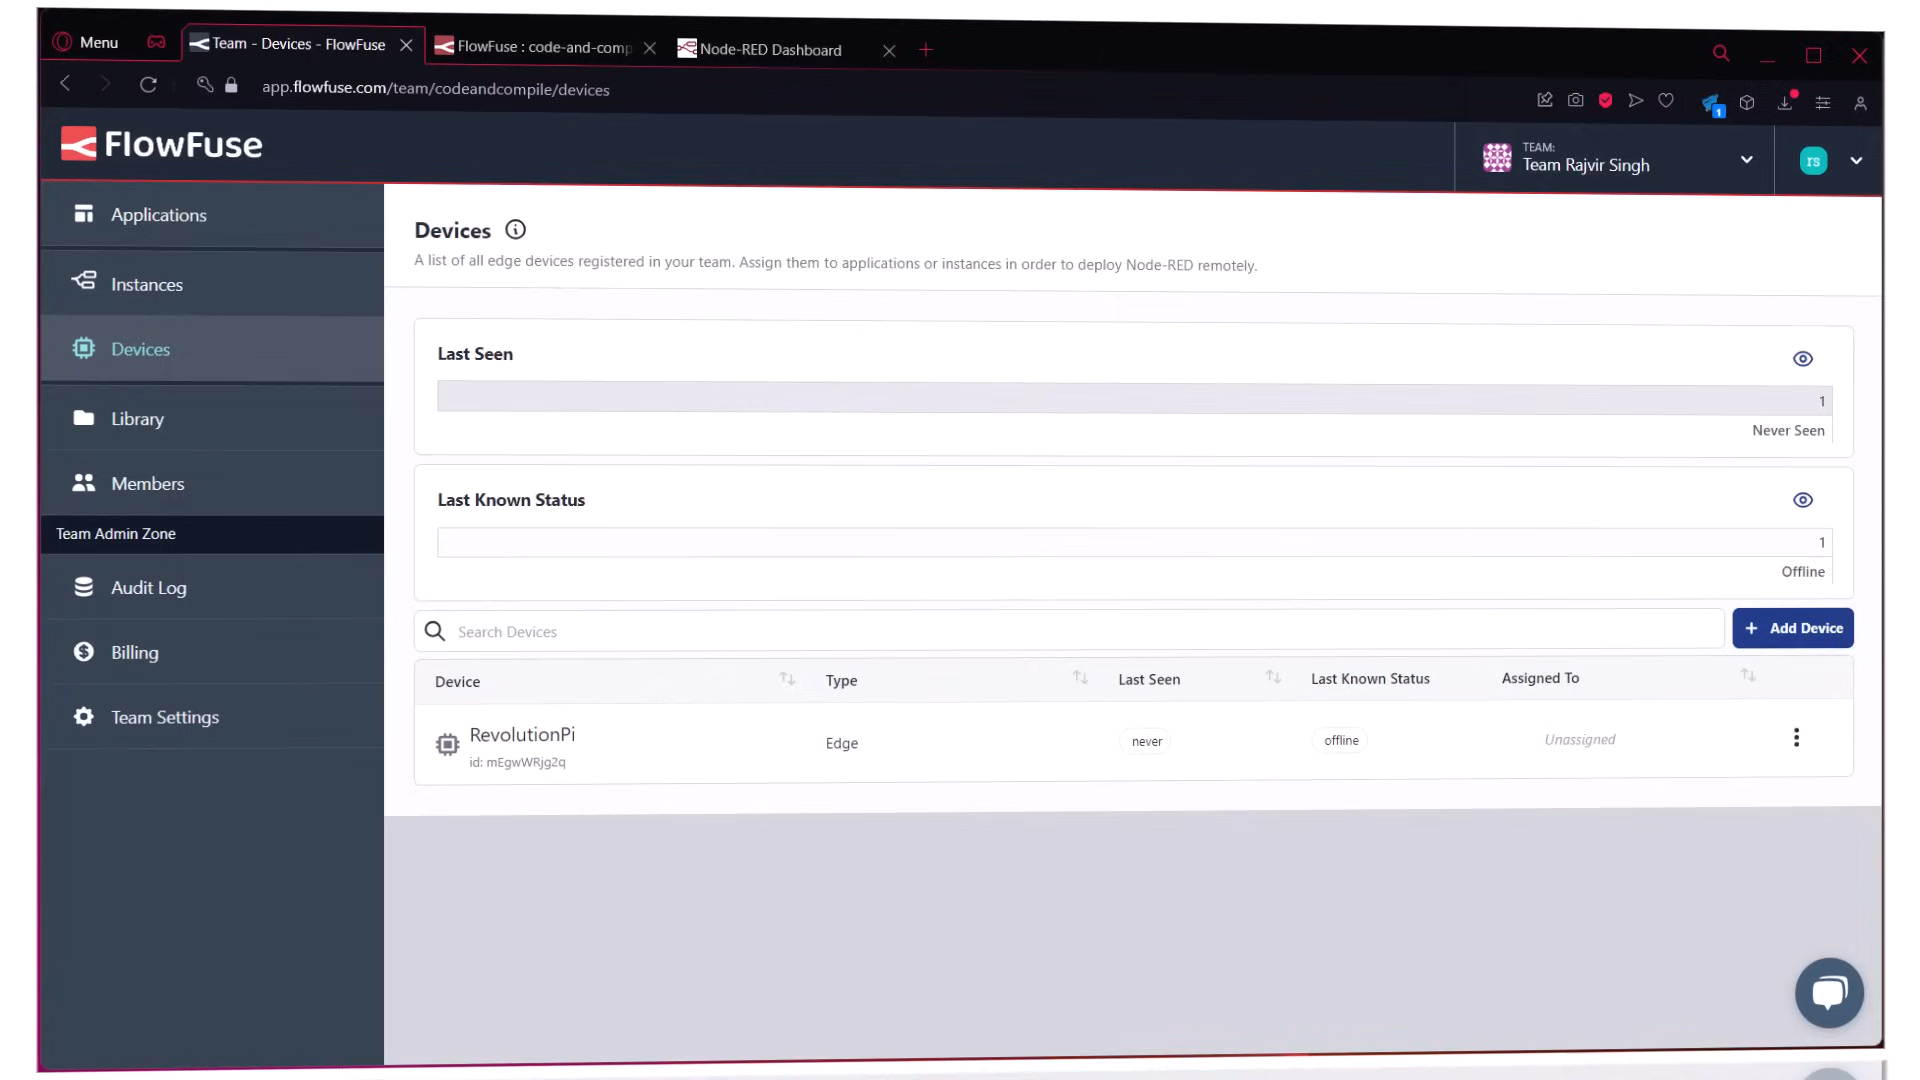 Menu
Team - Devices - FlowFuse
FlowFuse : code-and-comp
Node-RED Dashboard
app.flowfuse.com/team/codeandcompile/devices
1
FlowFuse
TEAM:
Team Rajvir Singh
rs
Applications
Instances
Devices
Library
Members
Team Admin Zone
Audit Log
Billing
Team Settings
Devices
A list of all edge devices registered in your team. Assign them to applications or instances in order to deploy Node-RED remotely.
Last Seen
1
Never Seen
Last Known Status
1
Offline
Search Devices
+ Add Device
Device Type Last Seen Last Known Status Assigned To
RevolutionPi
id: mEgwWRjg2q
Edge never offline Unassigned